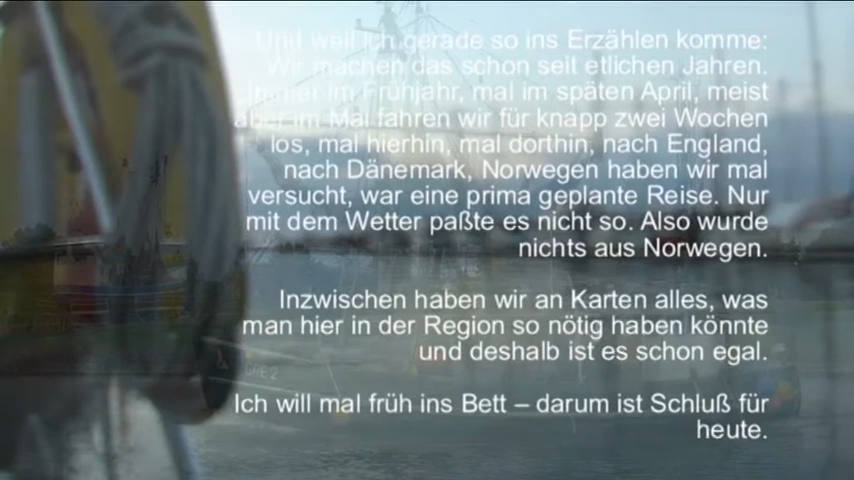 Und weil ich gerade so ins Erzählen komme:
Wir machen das schon seit etlichen Jahren.
Immer im Frühjahr, mal im späten April, meist
aber im Mai fahren wir für knapp zwei Wochen
los, mal hierhin, mal dorthin, nach England,
nach Dänemark, Norwegen haben wir mal
versucht, war eine prima geplante Reise. Nur
mit dem Wetter paßte es nicht so. Also wurde
nichts aus Norwegen.
Inzwischen haben wir an Karten alles, was
man hier in der Region so nötig haben könnte
und deshalb ist es schon egal.
Ich will mal früh ins Bett – darum ist Schluß für
heute.